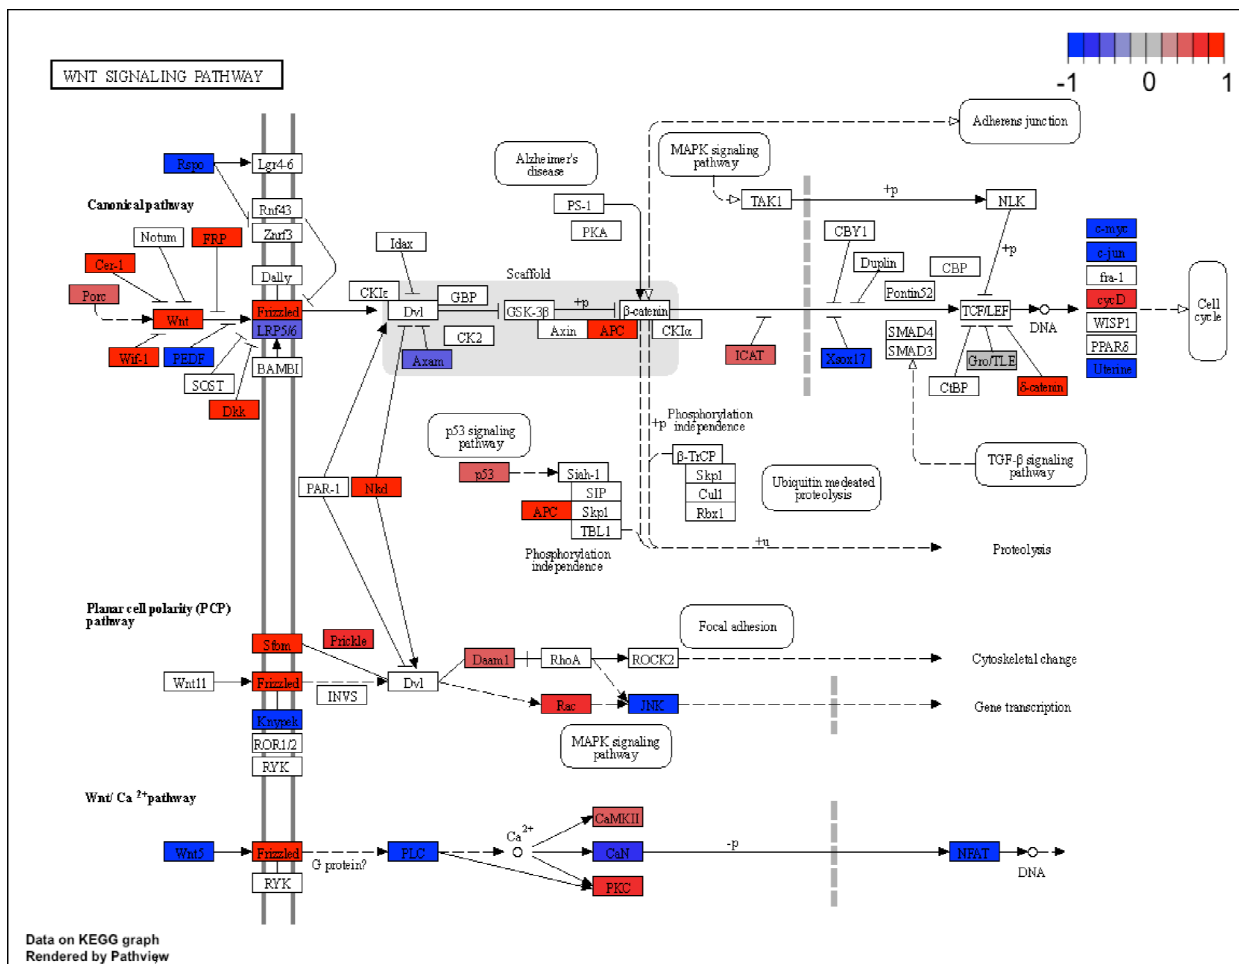 WNT SIGNALING PATHWAY
-1 0 1
Adherens junction
Alzheimer's
disease
MAPK signaling
pathway
Rspo
Lgr4-6
Canonical pathway
Rnf43
Znrf3
Notum
FRP
Cer-1
Porc
Wnt
Wif-1
PEDF
SOST
Dkk
Dally
Frizzled
LRP5/6
BAMBI
Idax
CKIε
Dvl
GBP
CK2
Axam
Scaffold
GSK-3β
+p
Axin
APC
β-catenin
CKIα
PS-1
PKA
TAK1
+p
NLK
+p
CBY1
Duplin
CBP
Pontin52
TCF/LEF
DNA
SMAD4
SMAD3
ICAT
Xsox17
Gro/TLE
CtBP
δ-catenin
c-myc
c-jun
fra-1
cycD
WISP1
PPARδ
Uterine
Cell
cycle
p53 signaling
pathway
p53
Siah-1
SIP
APC
Skp1
TBL1
Phosphorylation
independence
Phosphorylation
independence
+p
β-TrCP
Skp1
Cul1
Rbx1
Ubiquitin medeated
proteolysis
TGF-β signaling
pathway
+u
Proteolysis
PAR-1
Nkd
Planar cell polarity (PCP)
pathway
Stbm
Prickle
Wnt11
Frizzled
INVS
Dvl
Knypek
ROR1/2
RYK
Daam1
RhoA
ROCK2
Focal adhesion
Cytoskeletal change
Rac
JNK
Gene transcription
MAPK signaling
pathway
Wnt/ Ca 2+ pathway
Wnt5
Frizzled
RYK
G protein?
PLC
Ca2+
CaMKII
CaN
PKC
-p
NFAT
DNA
Data on KEGG graph
Rendered by Pathview